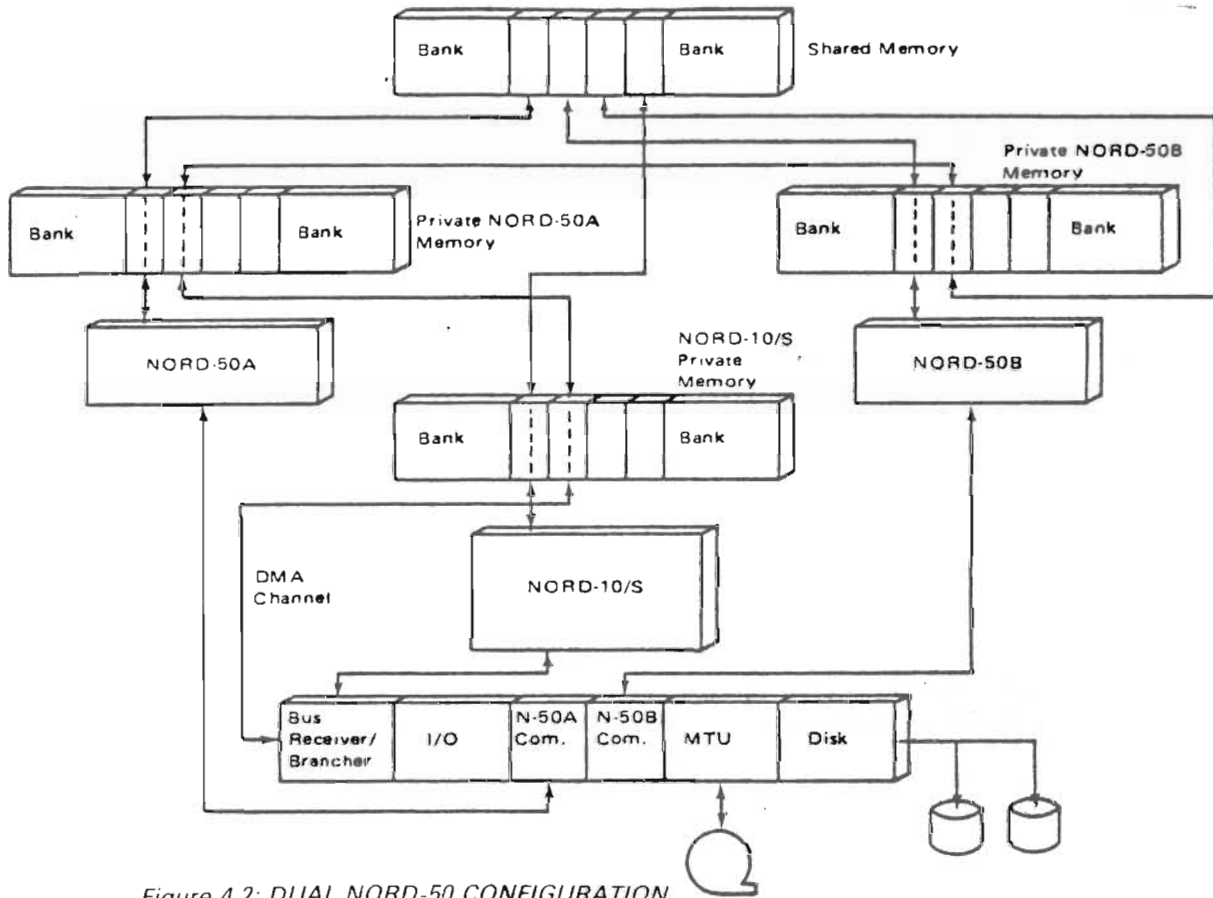 Bank
Bank
Shared Memory
Private NORD-50B
Memory
Bank
Bank
Private NORD-50A
Memory
Bank
Bank
NORD-50A
NORD-10/S
Private
Memory
NORD-50B
Bank
Bank
DMA
Channel
NORD-10/S
Bus
Receiver/
Brancher
I/O
N-50A
Com.
N-50B
Com.
MTU
Disk
Figure 4.2: DUAL NORD-50 CONFIGURATION